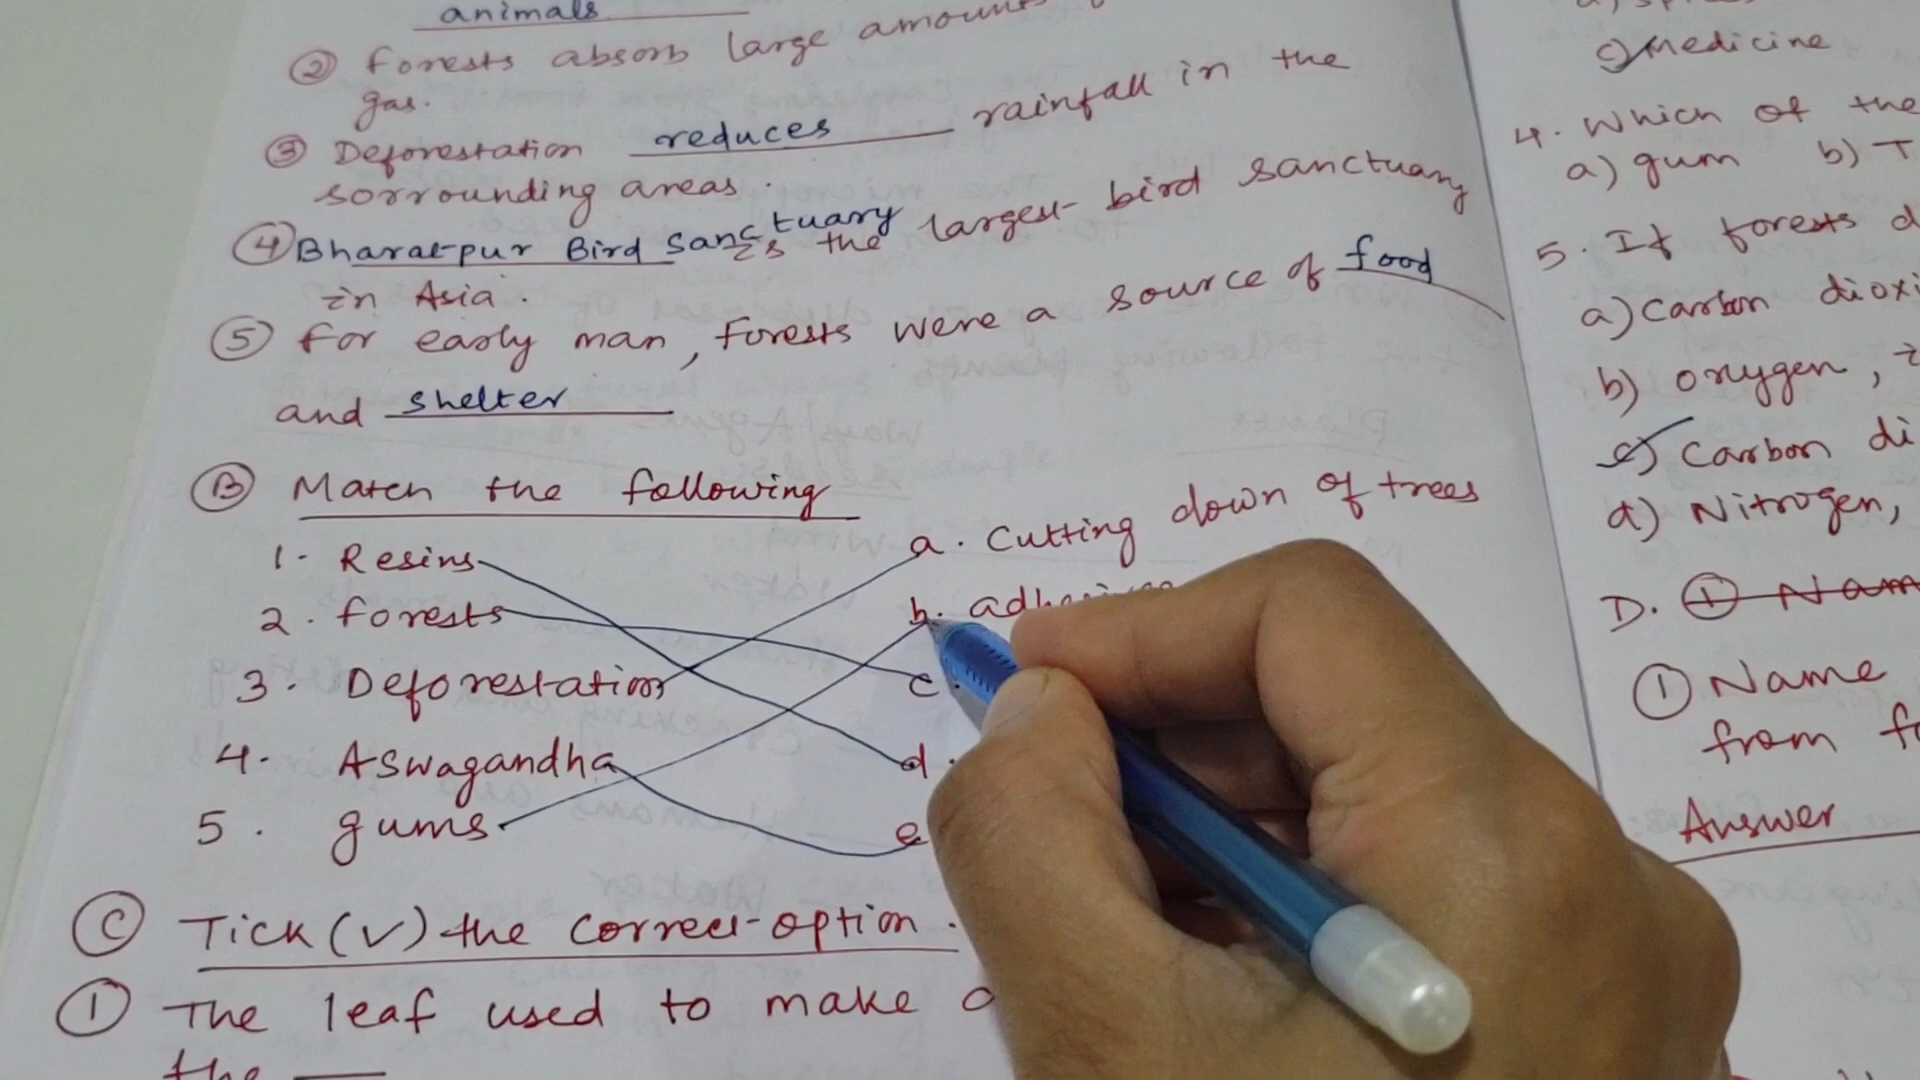 animals
② Forests absorb large amount
gas.
③ Deforestation reduces rainfall in the
sorrounding areas.
④ Bharatpur Bird Sanctuary is the largest bird sanctuary
in Asia.
⑤ For early man, Forests were a source of food
and shelter
Ⓑ Match the following
1. Resins a. Cutting down of trees
2. Forests b.
3. Deforestation c.
4. Aswagandha d.
5. gums e
Ⓒ Tick (√) the correct option.
① The leaf used to make
the
c) Medicine
4. Which of the
a) gum b) T
5. If forests d
a) Carbon dioxi
b) oxygen, i
c) Carbon di
d) Nitrogen,
D. ① Nam
① Name
from f
Answer